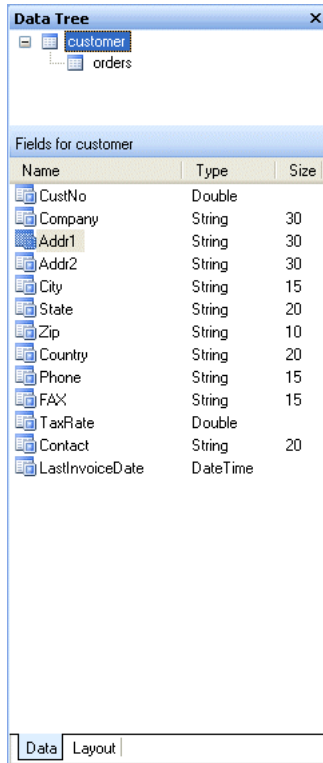 Data Tree
customer
orders
Fields for customer
Name Type Size
CustNo Double
Company String 30
Addr1 String 30
Addr2 String 30
City String 15
State String 20
Zip String 10
Country String 20
Phone String 15
FAX String 15
TaxRate Double
Contact String 20
LastInvoiceDate DateTime
Data Layout